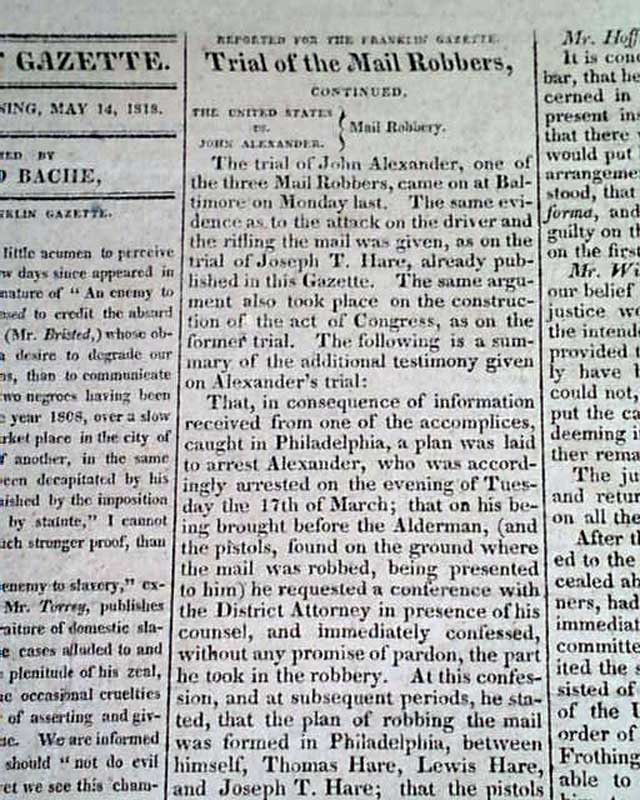 GAZETTE.
NING, MAY 14, 1818.
ED BY
BACHE,
KLIN GAZETTE.
little acumen to perceive
w days since appeared in
nature of " An enemy to
ased to credit the absurd
(Mr. Bristed,) whose ob-
a desire to degrade our
ns, than to communicate
two negroes having been
e year 1808, over a slow
rket place in the city of
f another, in the same
een decapitated by his
nished by the imposition
by statute," I cannot
uch stronger proof, than
enemy to slavery," ex-
Mr. Torrey, publishes
raiture of domestic sla-
e cases alluded to and
plenitude of his zeal,
he occasional cruelties
of asserting and giv-
We are informed
should " not do evil
et we see this cham-
REPORTED FOR THE FRANKLIN GAZETTE.
Trial of the Mail Robbers,
CONTINUED.
THE UNITED STATES
vs.
JOHN ALEXANDER.
} Mail Robbery.
The trial of John Alexander, one of
the three Mail Robbers, came on at Bal-
timore on Monday last. The same evi-
dence as to the attack on the driver and
the rifling the mail was given, as on the
trial of Joseph T. Hare, already pub-
lished in this Gazette. The same argu-
ment also took place on the construc-
tion of the act of Congress, as on the
former trial. The following is a sum-
mary of the additional testimony given
on Alexander's trial:
That, in consequence of information
received from one of the accomplices,
caught in Philadelphia, a plan was laid
to arrest Alexander, who was accord-
ingly arrested on the evening of Tues-
day the 17th of March; that on his be-
ing brought before the Alderman, (and
the pistols, found on the ground where
the mail was robbed, being presented
to him) he requested a conference with
the District Attorney in presence of his
counsel, and immediately confessed,
without any promise of pardon, the part
he took in the robbery. At this confes-
sion, and at subsequent periods, he sta-
ted, that the plan of robbing the mail
was formed in Philadelphia, between
himself, Thomas Hare, Lewis Hare,
and Joseph T. Hare; that the pistols
Mr. Hoff
It is conc
bar, that he
cerned in
present ins
that there
would put
arrangeme
stood, that
forma, and
guilty on th
on the first
Mr. Wi
our belief
justice wo
the intende
provided
ly have b
could not,
put the ca
deeming i
ther rema
The ju
and retur
on all the
After th
ed to the
cealed ab
ners, had
immediat
committe
ited the s
sisted of
of the U
order of
Frothing
able to